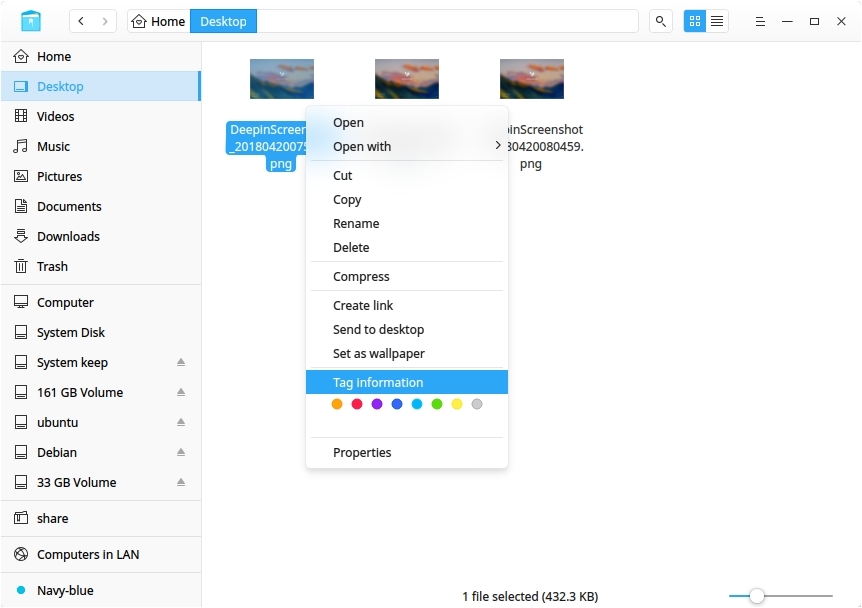 Home
Desktop
Home
Desktop
Videos
Music
Pictures
Documents
Downloads
Trash
Computer
System Disk
System keep
161 GB Volume
ubuntu
Debian
33 GB Volume
share
Computers in LAN
Navy-blue
DeepinScreen
_2018042007
png
inScreenshot
80420080459.
png
Open
Open with
Cut
Copy
Rename
Delete
Compress
Create link
Send to desktop
Set as wallpaper
Tag information
Properties
1 file selected (432.3 KB)